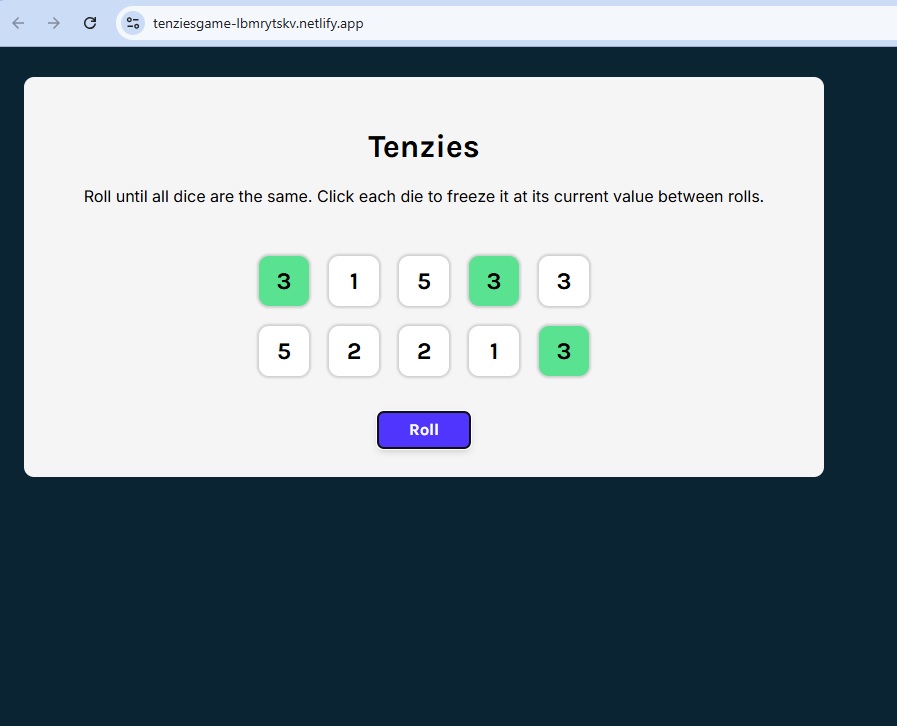 tenziesgame-lbmrytskv.netlify.app
Tenzies
Roll until all dice are the same. Click each die to freeze it at its current value between rolls.
3 1 5 3 3
5 2 2 1 3
Roll